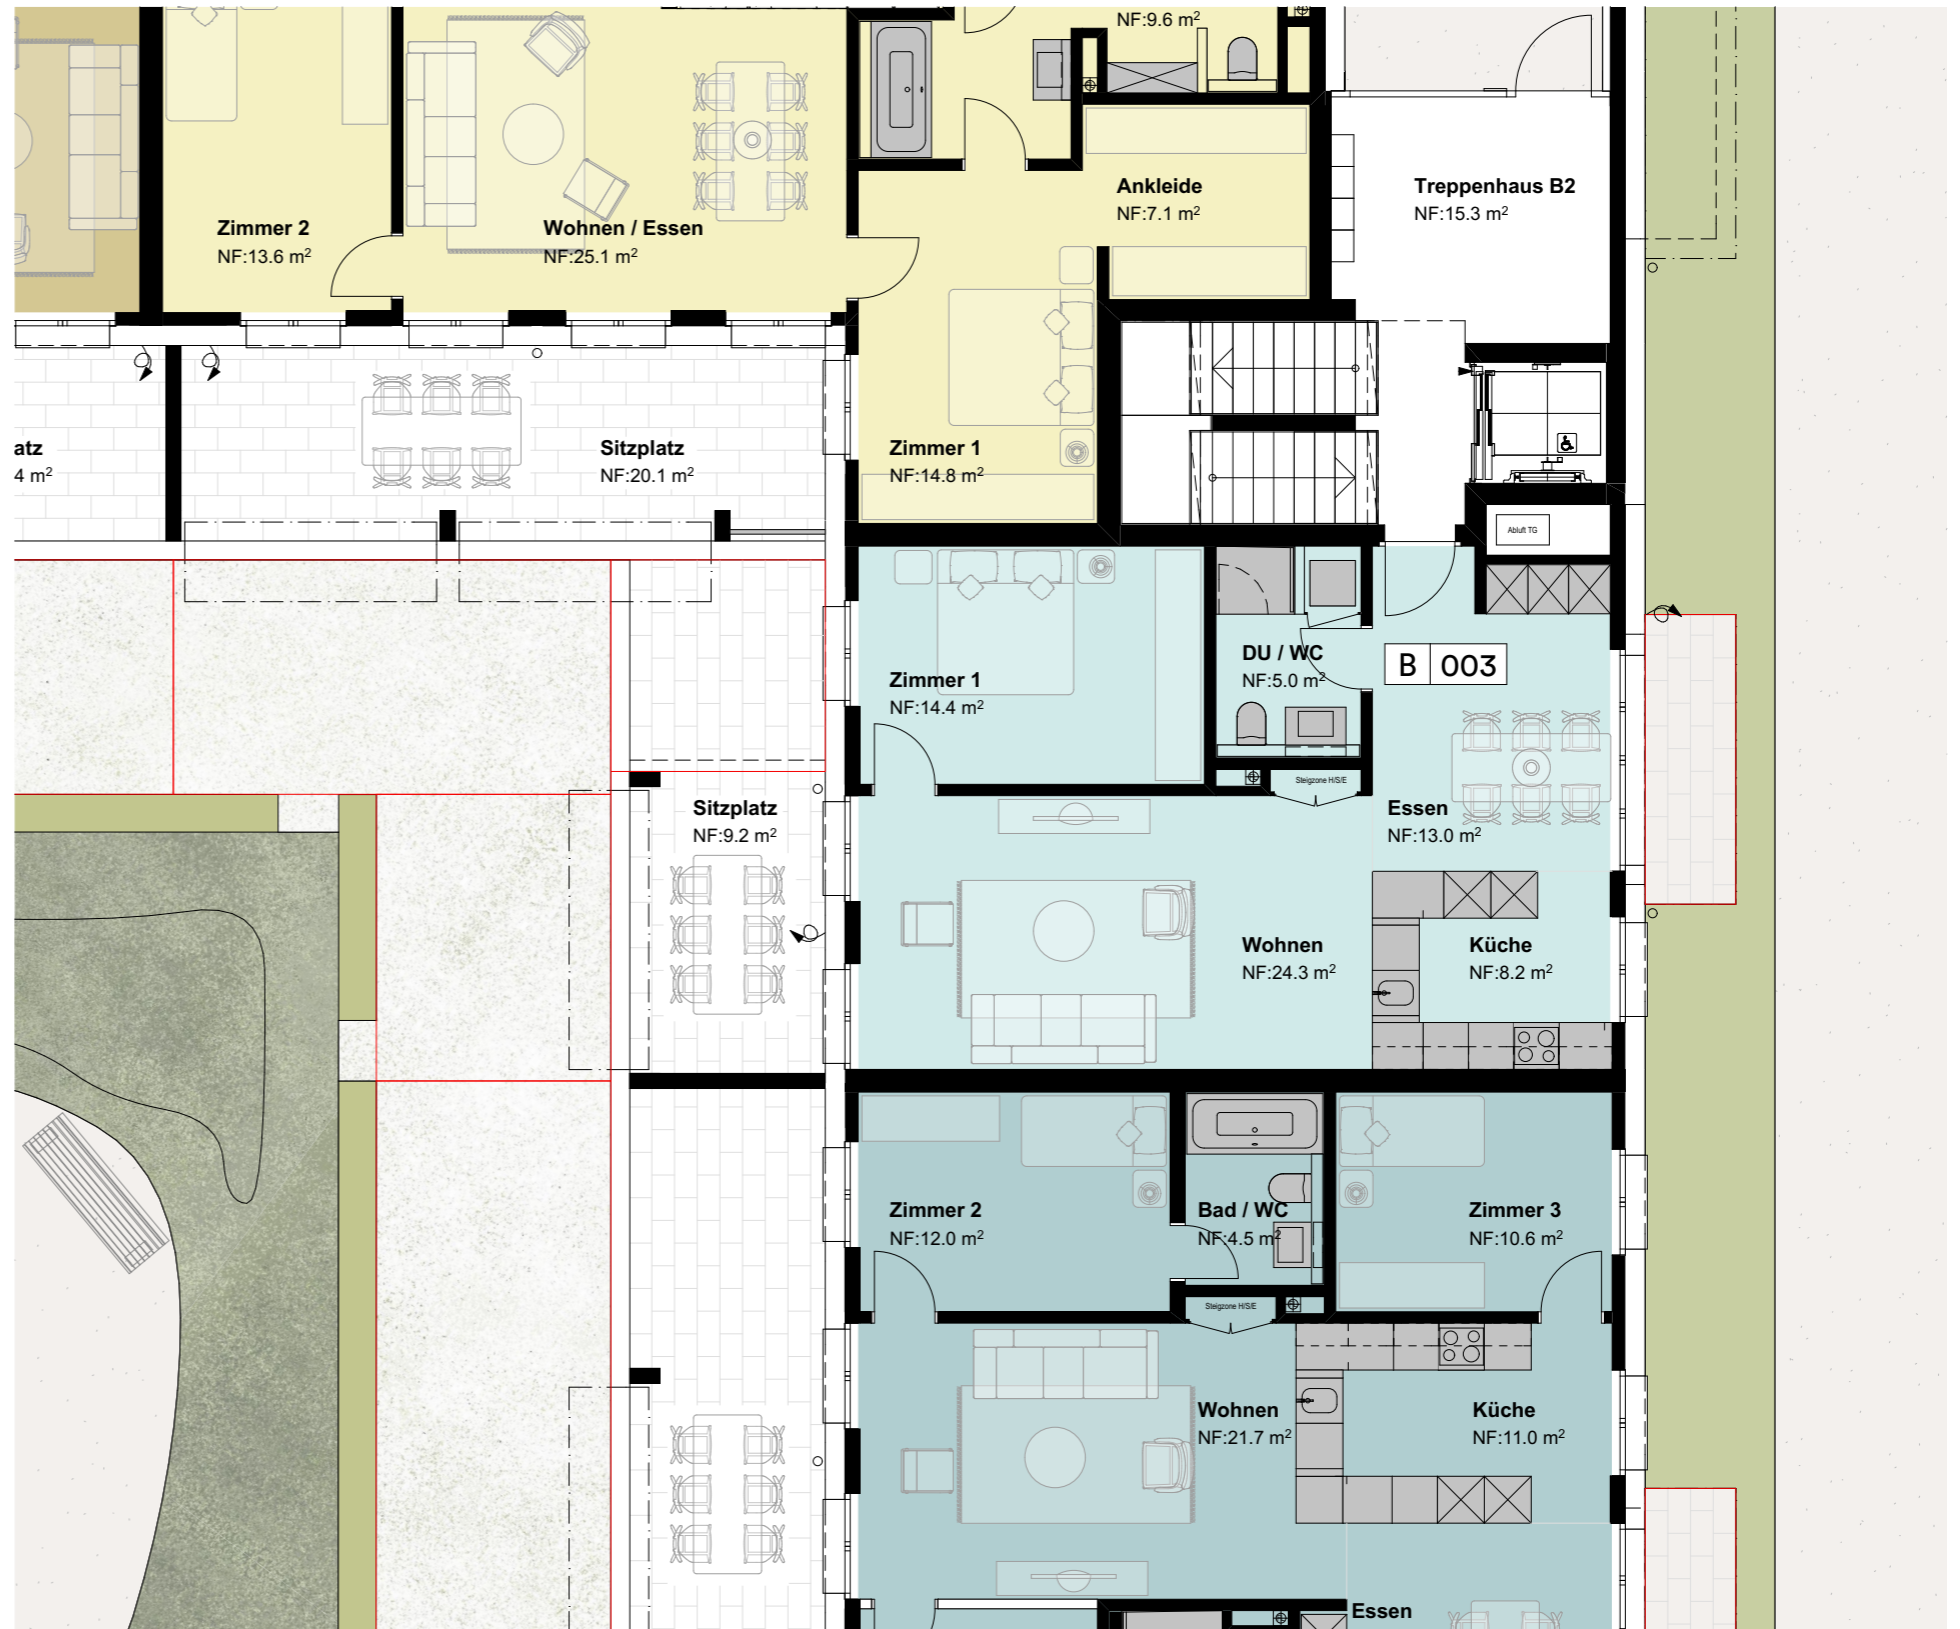 NF:9.6 m²
Ankleide
NF:7.1 m²
Treppenhaus B2
NF:15.3 m²
Zimmer 2
NF:13.6 m²
Wohnen / Essen
NF:25.1 m²
atz
4 m²
Sitzplatz
NF:20.1 m²
Zimmer 1
NF:14.8 m²
Abluft TG
Zimmer 1
NF:14.4 m²
DU / WC
NF:5.0 m²
B 003
Steigzone H/S/E
Sitzplatz
NF:9.2 m²
Essen
NF:13.0 m²
Wohnen
NF:24.3 m²
Küche
NF:8.2 m²
Zimmer 2
NF:12.0 m²
Bad / WC
NF:4.5 m²
Zimmer 3
NF:10.6 m²
Steigzone H/S/E
Wohnen
NF:21.7 m²
Küche
NF:11.0 m²
Essen